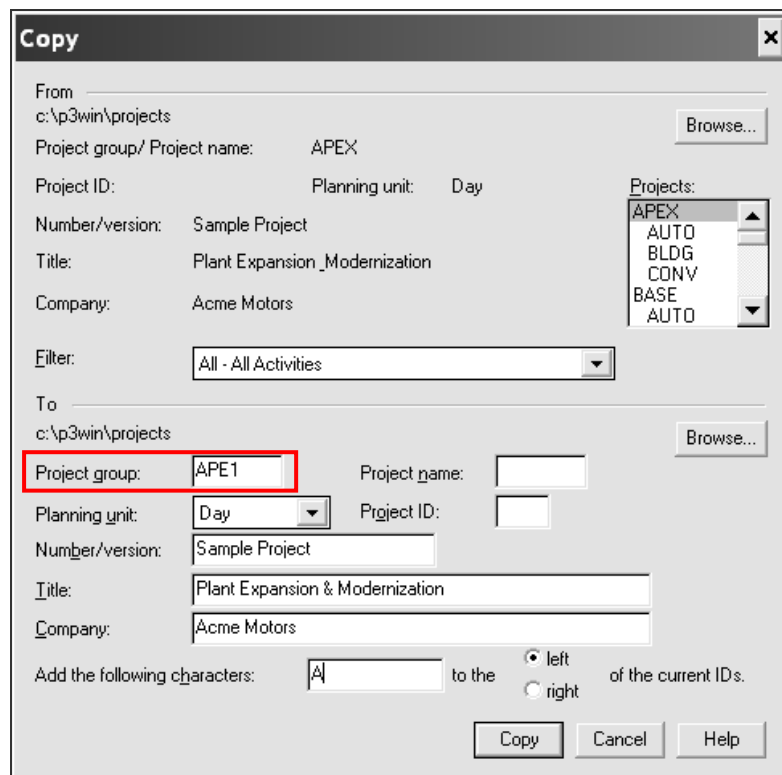 Copy
From
c:\p3win\projects
Browse...
Project group/ Project name: APEX
Project ID: Planning unit: Day Projects:
APEX
AUTO
BLDG
CONV
BASE
AUTO
Number/version: Sample Project
Title: Plant Expansion _Modernization
Company: Acme Motors
Filter: All - All Activities
To
c:\p3win\projects
Browse...
Project group: APE1 Project name:
Planning unit: Day Project ID:
Number/version: Sample Project
Title: Plant Expansion & Modernization
Company: Acme Motors
Add the following characters: A to the left right of the current IDs.
Copy Cancel Help